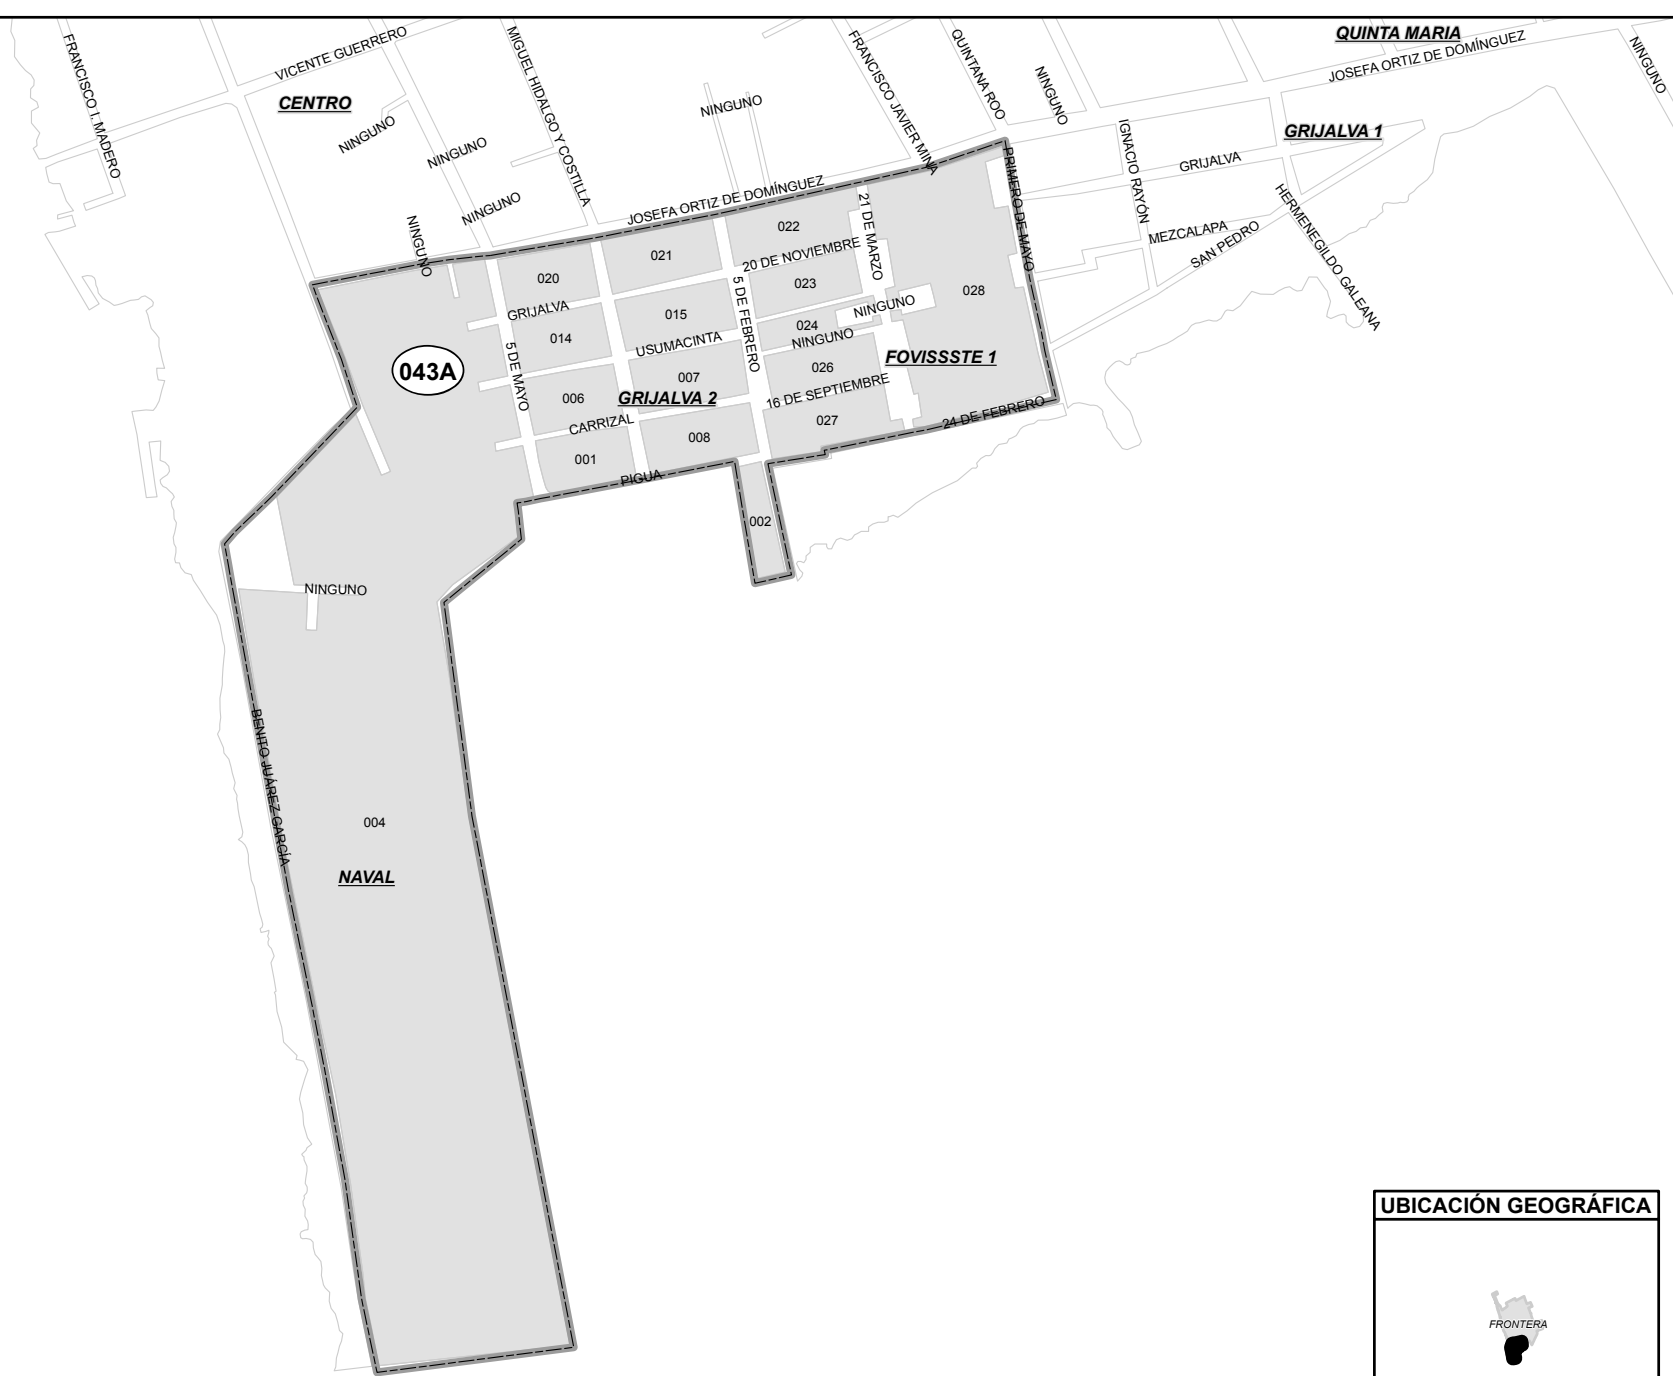 QUINTA MARIA
JOSEFA ORTIZ DE DOMÍNGUEZ
NINGUNO
FRANCISCO I. MADERO
VICENTE GUERRERO
CENTRO
NINGUNO
NINGUNO
NINGUNO
NINGUNO
MIGUEL HIDALGO Y COSTILLA
NINGUNO
FRANCISCO JAVIER MINA
QUINTANA ROO
NINGUNO
GRIJALVA 1
IGNACIO RAYÓN
GRIJALVA
HERMENEGILDO GALEANA
MEZCALAPA
SAN PEDRO
PRIMERO DE MAYO
JOSEFA ORTIZ DE DOMÍNGUEZ
022
21 DE MARZO
20 DE NOVIEMBRE
021
020
023
5 DE FEBRERO
028
GRIJALVA
015
NINGUNO
024
014
USUMACINTA
NINGUNO
FOVISSSTE 1
043A
5 DE MAYO
007
026
006
GRIJALVA 2
16 DE SEPTIEMBRE
CARRIZAL
008
027
24 DE FEBRERO
001
PIGUA
002
NINGUNO
BENITO JUÁREZ GARCÍA
004
NAVAL
UBICACIÓN GEOGRÁFICA
FRONTERA